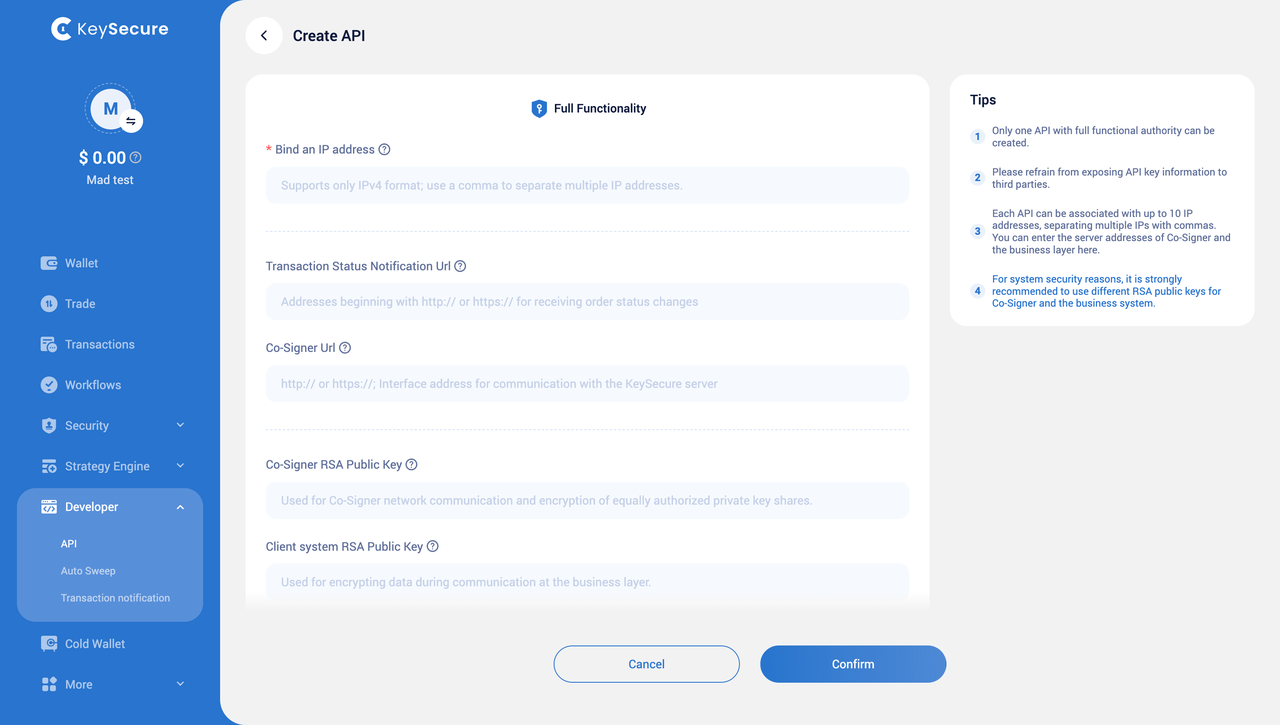 KeySecure
M
$ 0.00
Mad test
Wallet
Trade
Transactions
Workflows
Security
Strategy Engine
Developer
API
Auto Sweep
Transaction notification
Cold Wallet
More
Create API
Full Functionality
* Bind an IP address
Supports only IPv4 format; use a comma to separate multiple IP addresses.
Transaction Status Notification Url
Addresses beginning with http:// or https:// for receiving order status changes
Co-Signer Url
http:// or https://; Interface address for communication with the KeySecure server
Co-Signer RSA Public Key
Used for Co-Signer network communication and encryption of equally authorized private key shares.
Client system RSA Public Key
Used for encrypting data during communication at the business layer.
Cancel
Confirm
Tips
1 Only one API with full functional authority can be
created.
2 Please refrain from exposing API key information to
third parties.
3 Each API can be associated with up to 10 IP
addresses, separating multiple IPs with commas.
You can enter the server addresses of Co-Signer and
the business layer here.
4 For system security reasons, it is strongly
recommended to use different RSA public keys for
Co-Signer and the business system.